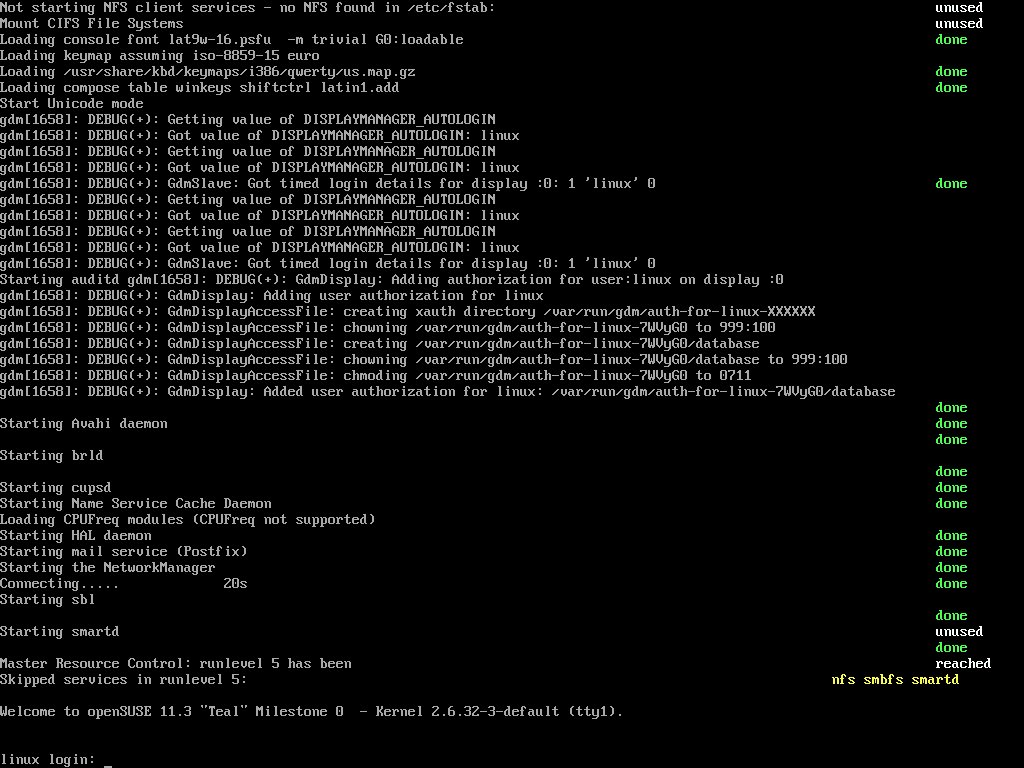 Not starting NFS client services - no NFS found in /etc/fstab: unused
Mount CIFS File Systems unused
Loading console font lat9w-16.psfu -m trivial G0:loadable done
Loading keymap assuming iso-8859-15 euro
Loading /usr/share/kbd/keymaps/i386/qwerty/us.map.gz done
Loading compose table winkeys shiftctrl latin1.add done
Start Unicode mode
gdm[1658]: DEBUG(+): Getting value of DISPLAYMANAGER_AUTOLOGIN
gdm[1658]: DEBUG(+): Got value of DISPLAYMANAGER_AUTOLOGIN: linux
gdm[1658]: DEBUG(+): Getting value of DISPLAYMANAGER_AUTOLOGIN
gdm[1658]: DEBUG(+): Got value of DISPLAYMANAGER_AUTOLOGIN: linux
gdm[1658]: DEBUG(+): GdmSlave: Got timed login details for display :0: 1 'linux' 0 done
gdm[1658]: DEBUG(+): Getting value of DISPLAYMANAGER_AUTOLOGIN
gdm[1658]: DEBUG(+): Got value of DISPLAYMANAGER_AUTOLOGIN: linux
gdm[1658]: DEBUG(+): Getting value of DISPLAYMANAGER_AUTOLOGIN
gdm[1658]: DEBUG(+): Got value of DISPLAYMANAGER_AUTOLOGIN: linux
gdm[1658]: DEBUG(+): GdmSlave: Got timed login details for display :0: 1 'linux' 0
Starting auditd gdm[1658]: DEBUG(+): GdmDisplay: Adding authorization for user:linux on display :0
gdm[1658]: DEBUG(+): GdmDisplay: Adding user authorization for linux
gdm[1658]: DEBUG(+): GdmDisplayAccessFile: creating xauth directory /var/run/gdm/auth-for-linux-XXXXXX
gdm[1658]: DEBUG(+): GdmDisplayAccessFile: chowning /var/run/gdm/auth-for-linux-7WVyG0 to 999:100
gdm[1658]: DEBUG(+): GdmDisplayAccessFile: creating /var/run/gdm/auth-for-linux-7WVyG0/database
gdm[1658]: DEBUG(+): GdmDisplayAccessFile: chowning /var/run/gdm/auth-for-linux-7WVyG0/database to 999:100
gdm[1658]: DEBUG(+): GdmDisplayAccessFile: chmoding /var/run/gdm/auth-for-linux-7WVyG0 to 0711
gdm[1658]: DEBUG(+): GdmDisplay: Added user authorization for linux: /var/run/gdm/auth-for-linux-7WVyG0/database
done
Starting Avahi daemon done
done
Starting brld
done
Starting cupsd done
Starting Name Service Cache Daemon done
Loading CPUFreq modules (CPUFreq not supported)
Starting HAL daemon done
Starting mail service (Postfix) done
Starting the NetworkManager done
Connecting..... 20s done
Starting sbl
done
Starting smartd unused
done
Master Resource Control: runlevel 5 has been reached
Skipped services in runlevel 5: nfs smbfs smartd
Welcome to openSUSE 11.3 "Teal" Milestone 0 - Kernel 2.6.32-3-default (tty1).
linux login: _